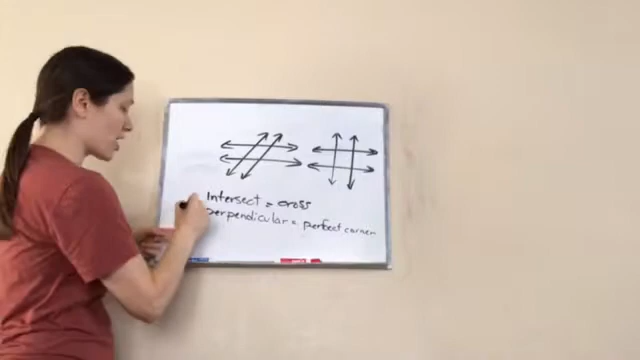 Intersect = cross
perpendicular = perfect corner